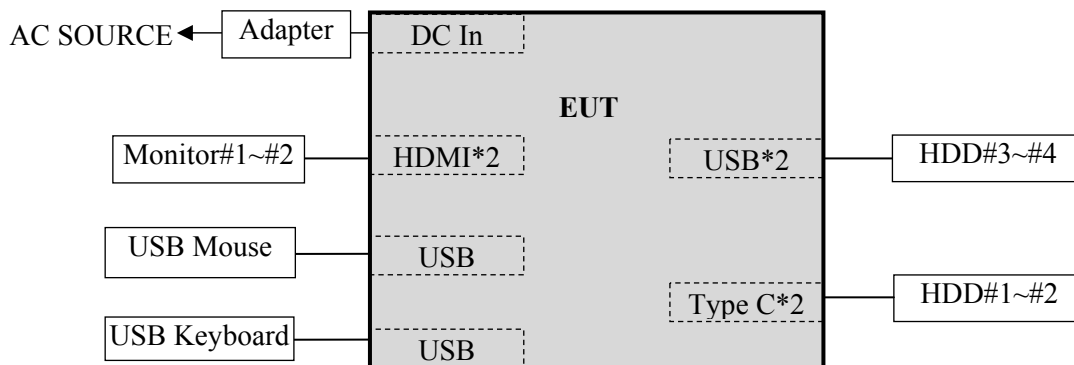 AC SOURCE
Adapter
DC In
EUT
Monitor#1~#2
HDMI*2
USB*2
HDD#3~#4
USB Mouse
USB
Type C*2
HDD#1~#2
USB Keyboard
USB